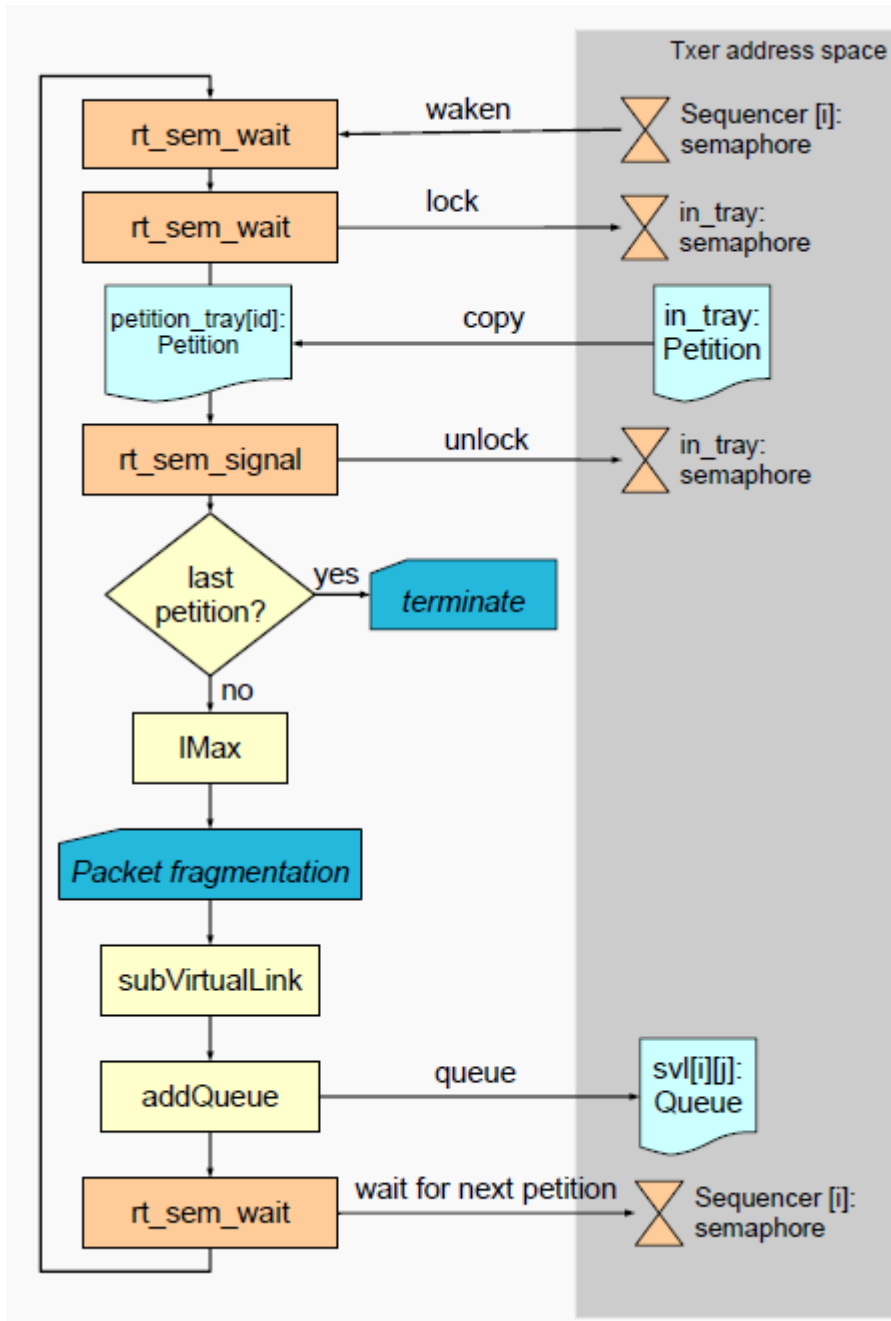 Txer address space
rt_sem_wait
waken
Sequencer [i]:
semaphore
rt_sem_wait
lock
in_tray:
semaphore
petition_tray[id]:
Petition
copy
in_tray:
Petition
rt_sem_signal
unlock
in_tray:
semaphore
last
petition?
yes
terminate
no
lMax
Packet fragmentation
subVirtualLink
addQueue
queue
svl[i][j]:
Queue
rt_sem_wait
wait for next petition
Sequencer [i]:
semaphore